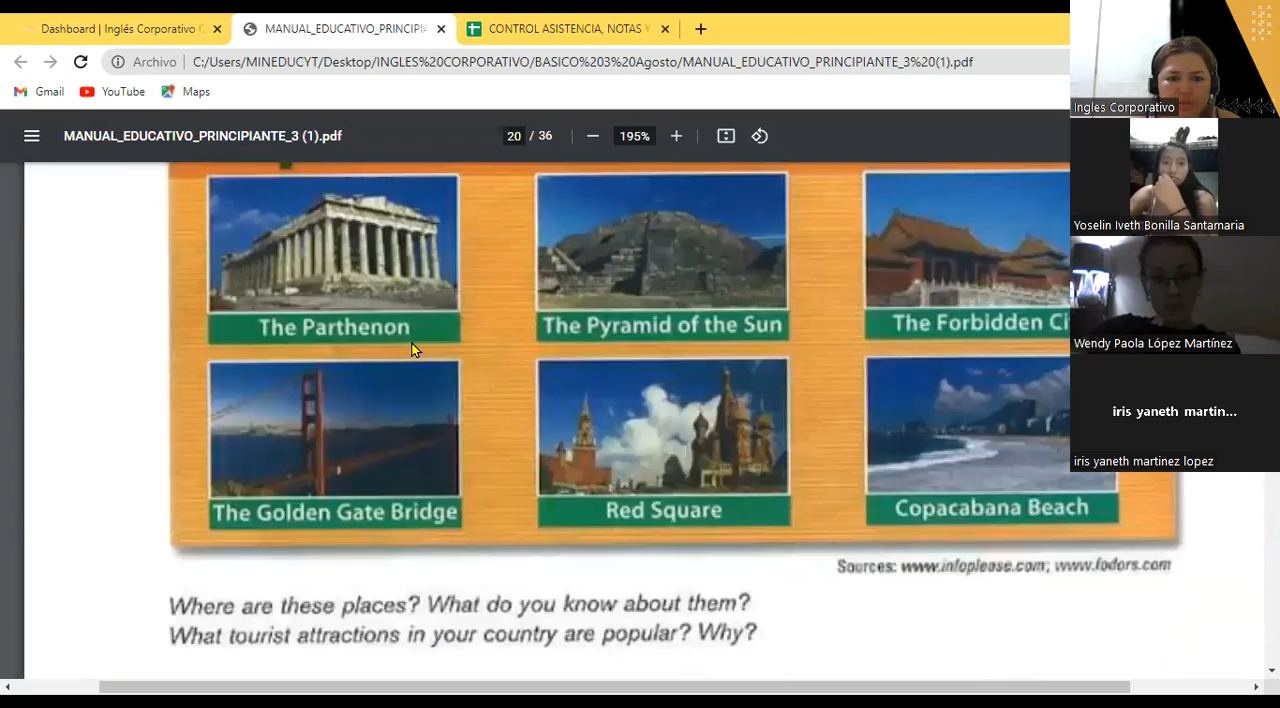 Dashboard | Inglés Corporativo
MANUAL_EDUCATIVO_PRINCIPIA
CONTROL ASISTENCIA, NOTAS Y
Archivo
C:/Users/MINEDUCYT/Desktop/INGLES%20CORPORATIVO/BASICO%203%20Agosto/MANUAL_EDUCATIVO_PRINCIPIANTE_3%20(1).pdf
Gmail
YouTube
Maps
MANUAL_EDUCATIVO_PRINCIPIANTE_3 (1).pdf
20 / 36
195%
The Parthenon
The Pyramid of the Sun
The Forbidden Ci
The Golden Gate Bridge
Red Square
Copacabana Beach
Sources: www.infoplease.com; www.fodors.com
Where are these places? What do you know about them?
What tourist attractions in your country are popular? Why?
Ingles Corporativo
Yoselin Iveth Bonilla Santamaria
Wendy Paola López Martínez
iris yaneth martin...
iris yaneth martinez lopez